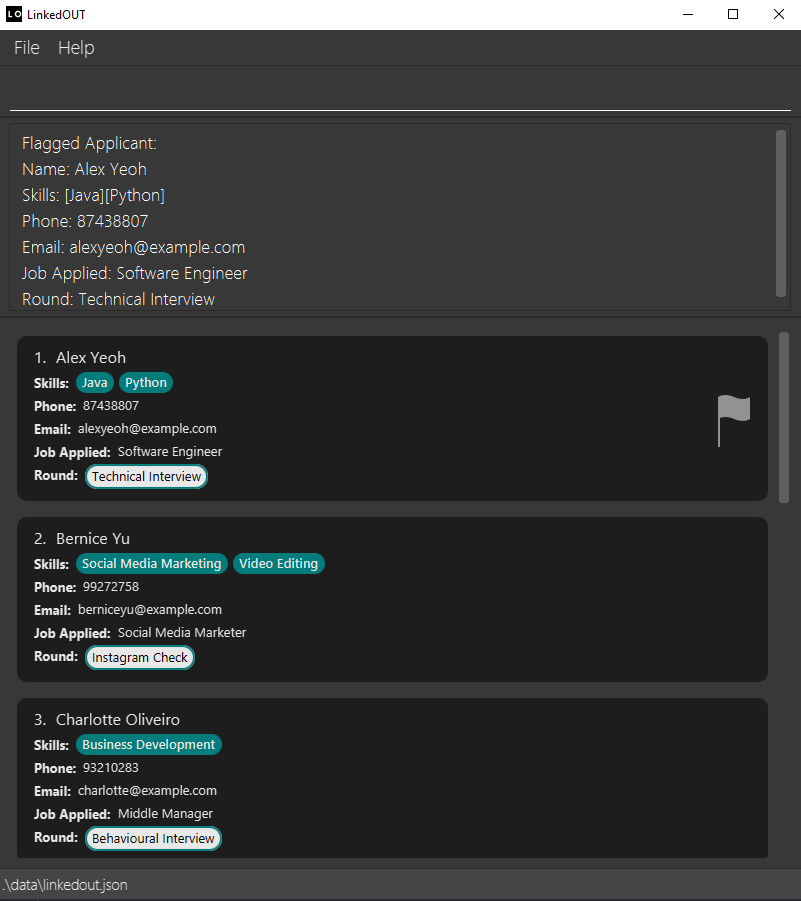 LO LinkedOUT
File Help
Flagged Applicant:
Name: Alex Yeoh
Skills: [Java][Python]
Phone: 87438807
Email: alexyeoh@example.com
Job Applied: Software Engineer
Round: Technical Interview
1. Alex Yeoh
Skills: Java Python
Phone: 87438807
Email: alexyeoh@example.com
Job Applied: Software Engineer
Round: Technical Interview
2. Bernice Yu
Skills: Social Media Marketing Video Editing
Phone: 99272758
Email: berniceyu@example.com
Job Applied: Social Media Marketer
Round: Instagram Check
3. Charlotte Oliveiro
Skills: Business Development
Phone: 93210283
Email: charlotte@example.com
Job Applied: Middle Manager
Round: Behavioural Interview
.\data\linkedout.json